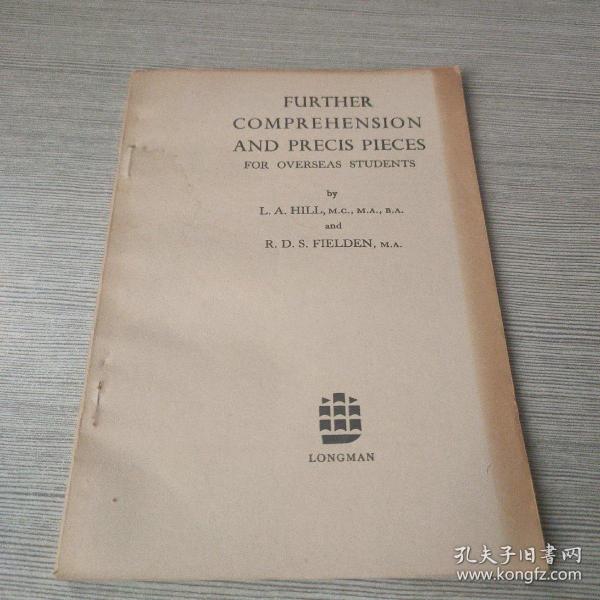 FURTHER
COMPREHENSION
AND PRECIS PIECES
FOR OVERSEAS STUDENTS
by
L. A. HILL, M.C., M.A., B.A.
and
R. D. S. FIELDEN, M.A.
LONGMAN
孔夫子旧書网
www.kongfz.com